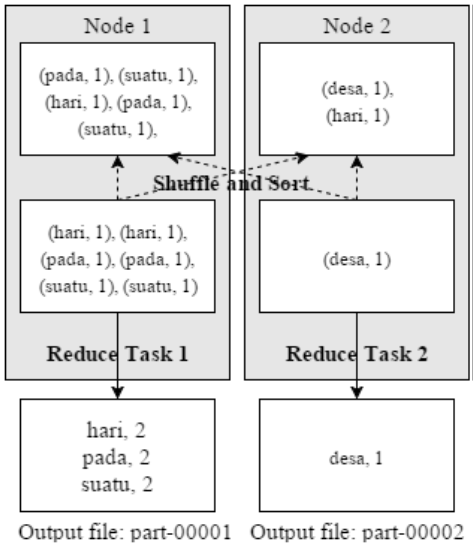 Node 1
Node 2
(pada, 1), (suatu, 1),
(hari, 1), (pada, 1),
(suatu, 1),
(desa, 1),
(hari, 1)
Shuffle and Sort
(hari, 1), (hari, 1),
(pada, 1), (pada, 1),
(suatu, 1), (suatu, 1)
(desa, 1)
Reduce Task 1
Reduce Task 2
hari, 2
pada, 2
suatu, 2
desa, 1
Output file: part-00001
Output file: part-00002